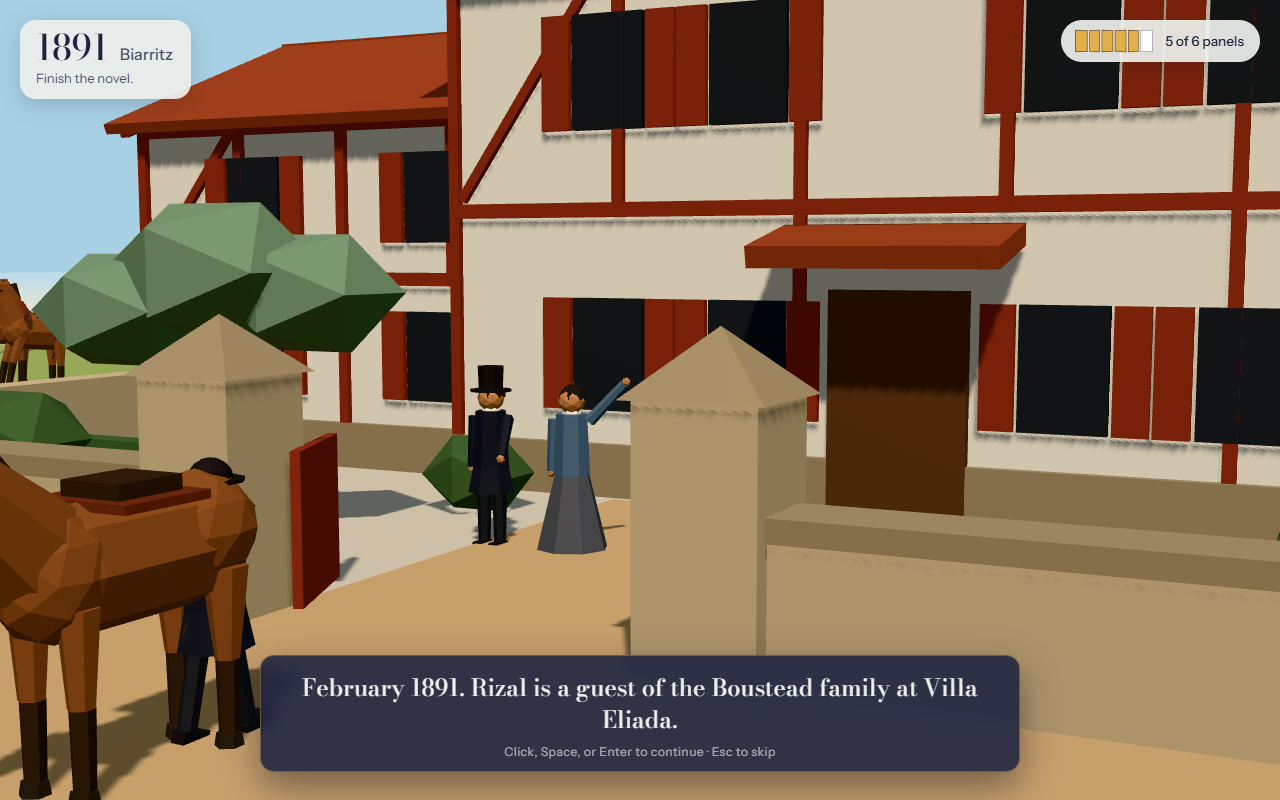 1891 Biarritz
Finish the novel.
5 of 6 panels
February 1891. Rizal is a guest of the Boustead family at Villa
Eliada.
Click, Space, or Enter to continue · Esc to skip